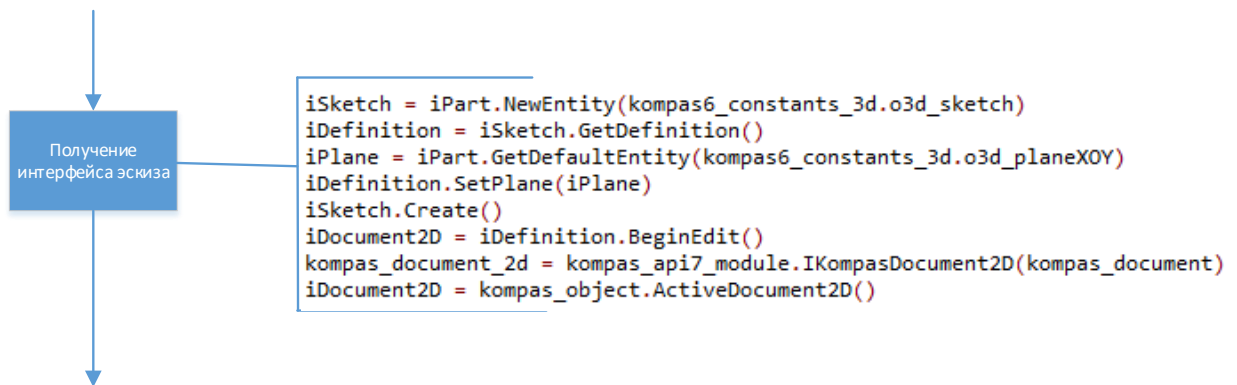 Получение
интерфейса эскиза
iSketch = iPart.NewEntity(kompas6_constants_3d.o3d_sketch)
iDefinition = iSketch.GetDefinition()
iPlane = iPart.GetDefaultEntity(kompas6_constants_3d.o3d_planeXOY)
iDefinition.SetPlane(iPlane)
iSketch.Create()
iDocument2D = iDefinition.BeginEdit()
kompas_document_2d = kompas_api7_module.IKompasDocument2D(kompas_document)
iDocument2D = kompas_object.ActiveDocument2D()